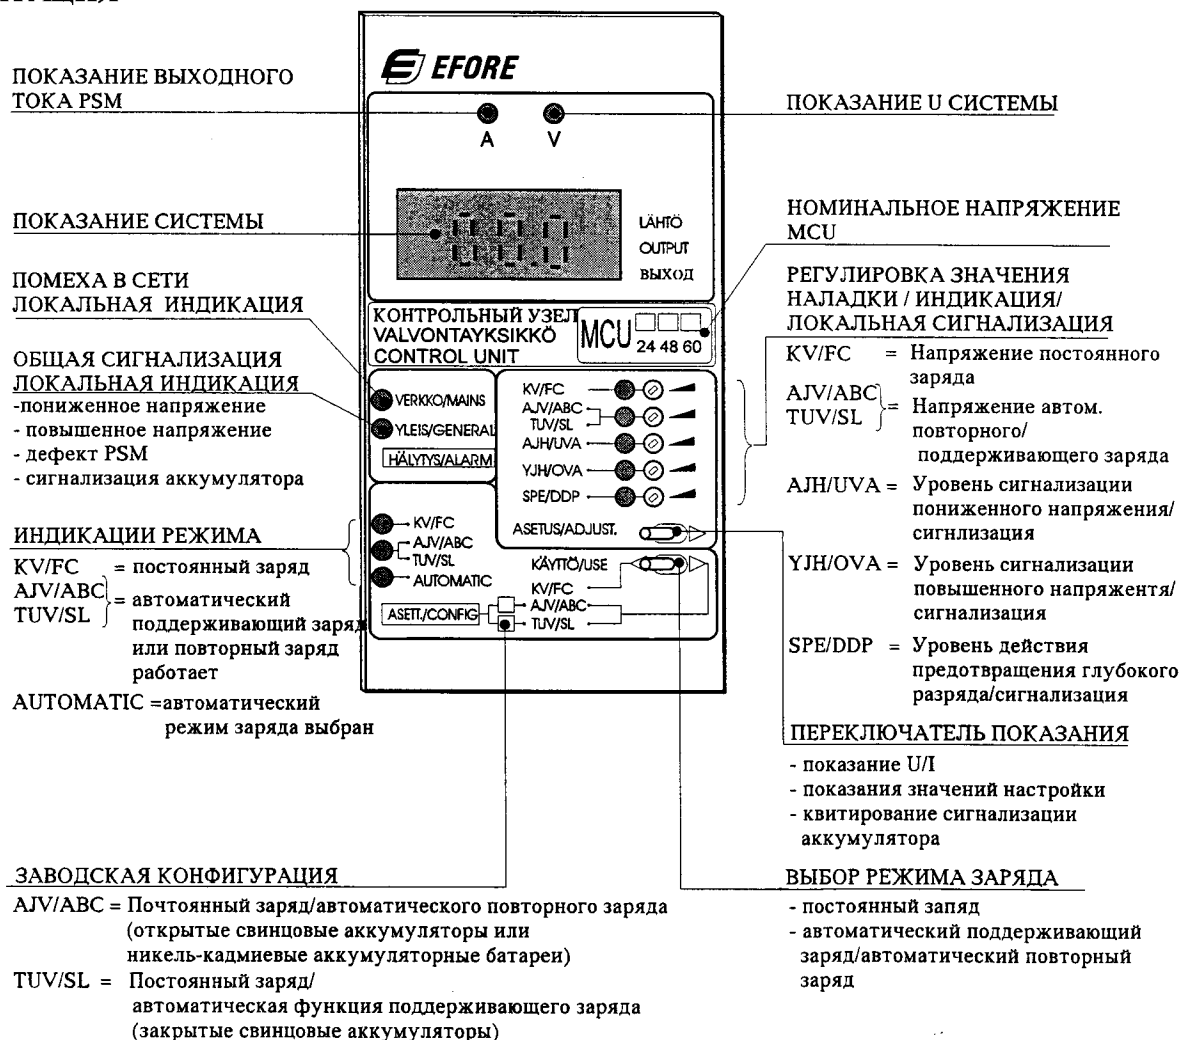 ПОКАЗАНИЕ ВЫХОДНОГО
ТОКА PSM
ПОКАЗАНИЕ СИСТЕМЫ
ПОМЕХА В СЕТИ
ЛОКАЛЬНАЯ ИНДИКАЦИЯ
ОБЩАЯ СИГНАЛИЗАЦИЯ
ЛОКАЛЬНАЯ ИНДИКАЦИЯ
-пониженное напряжение
- повышенное напряжение
- дефект PSM
- сигнализация аккумулятора
ИНДИКАЦИИ РЕЖИМА
KV/FC = постоянный заряд
AJV/ABC
TUV/SL = автоматический
поддерживающий заряд
или повторный заряд
работает
AUTOMATIC =автоматический
режим заряда выбран
EFORE
A V
LÄHTÖ
OUTPUT
ВЫХОД
КОНТРОЛЬНЫЙ УЗЕЛ
VALVONTAYKSIKKÖ
CONTROL UNIT
MCU
24 48 60
VERKKO/MAINS
YLEIS/GENERAL
HÄLYTYS/ALARM
KV/FC
AJV/ABC
TUV/SL
AJH/UVA
YJH/OVA
SPE/DDP
ASETUS/ADJUST.
KV/FC
AJV/ABC
TUV/SL
AUTOMATIC
KÄYTTÖ/USE
KV/FC
AJV/ABC
TUV/SL
ASETT./CONFIG
ПОКАЗАНИЕ U СИСТЕМЫ
НОМИНАЛЬНОЕ НАПРЯЖЕНИЕ
MCU
РЕГУЛИРОВКА ЗНАЧЕНИЯ
НАЛАДКИ / ИНДИКАЦИЯ/
ЛОКАЛЬНАЯ СИГНАЛИЗАЦИЯ
KV/FC = Напряжение постоянного
заряда
AJV/ABC
TUV/SL = Напряжение автом.
повторного/
поддерживающего заряда
AJH/UVA = Уровень сигнализации
пониженного напряжения/
сигнлизация
YJH/OVA = Уровень сигнализации
повышенного напряжентя/
сигнализация
SPE/DDP = Уровень действия
предотвращения глубокого
разряда/сигнализация
ПЕРЕКЛЮЧАТЕЛЬ ПОКАЗАНИЯ
- показание U/I
- показания значений настройки
- квитирование сигнализации
аккумулятора
ВЫБОР РЕЖИМА ЗАРЯДА
- постоянный запяд
- автоматический поддерживающий
заряд/автоматический повторный
заряд
ЗАВОДСКАЯ КОНФИГУРАЦИЯ
AJV/ABC = Почтоянный заряд/автоматического повторного заряда
(открытые свинцовые аккумуляторы или
никель-кадмиевые аккумуляторные батареи)
TUV/SL = Постоянный заряд/
автоматическая функция поддерживающего заряда
(закрытые свинцовые аккумуляторы)